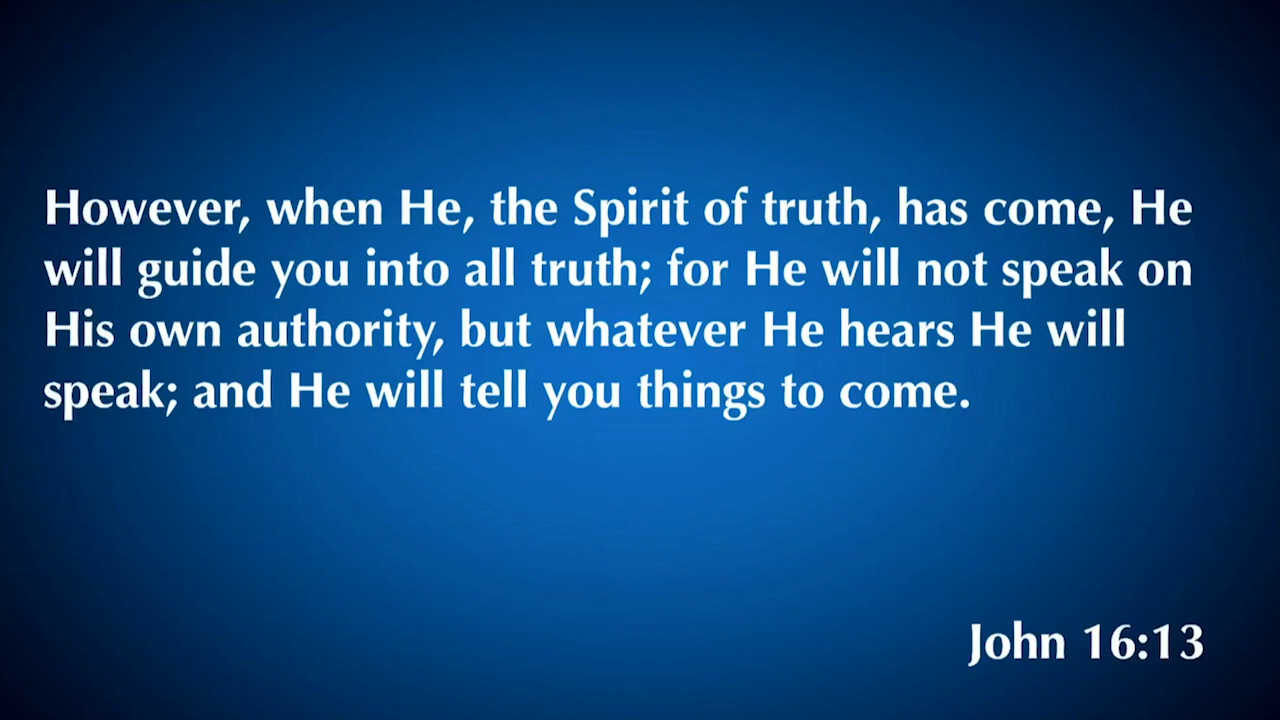 However, when He, the Spirit of truth, has come, He
will guide you into all truth; for He will not speak on
His own authority, but whatever He hears He will
speak; and He will tell you things to come.
John 16:13